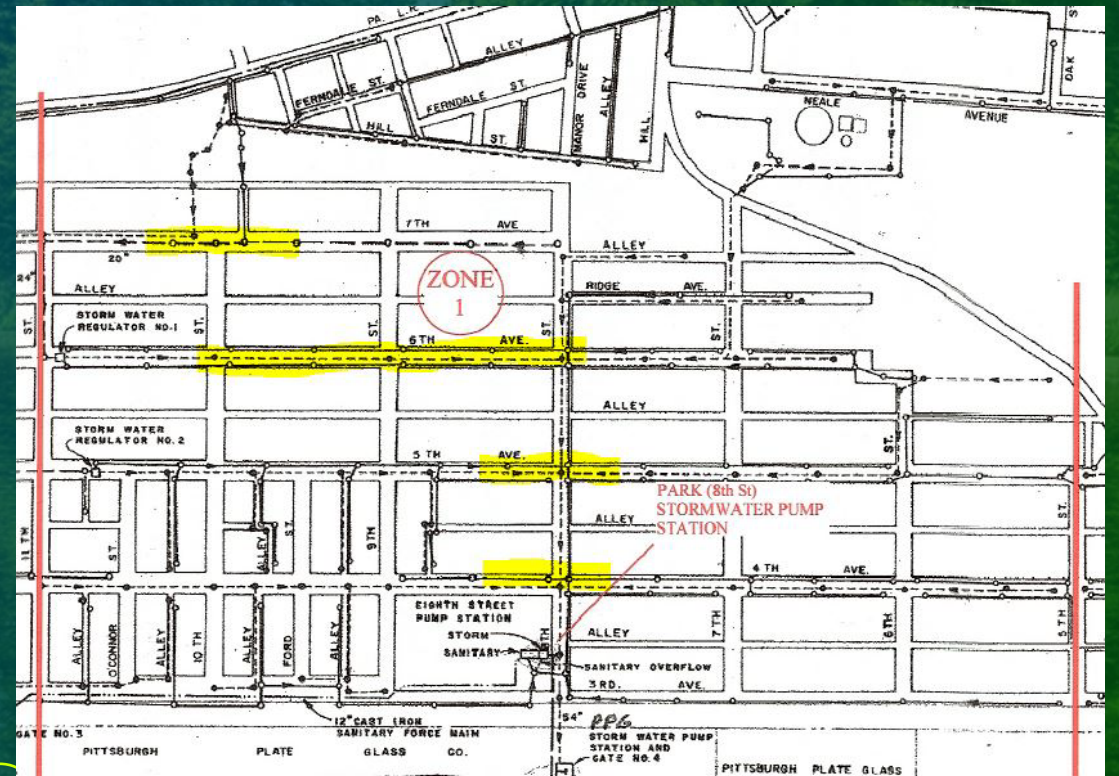 PA. L.R.
ALLEY
FERNDALE ST.
FERNDALE ST.
HILL ST.
MANOR DRIVE
ALLEY
HILL
NEALE AVENUE
OAK ST
7TH AVE
20"
24"
ALLEY
ALLEY
ZONE
1
RIDGE AVE.
ST.
ST.
ST.
ST.
ST.
STORM WATER
REGULATOR NO.1
6TH AVE.
ALLEY
STORM WATER
REGULATOR NO. 2
5 TH AVE.
ST.
PARK (8th St)
STORMWATER PUMP
STATION
ALLEY
11 TH
ST.
ALLEY
ST.
9TH
ST.
4 TH AVE.
EIGHTH STREET
PUMP STATION
STORM
SANITARY
8TH
ALLEY
7TH
6TH
5TH
ALLEY
O'CONNOR
ALLEY
10 TH
ALLEY
FORD
ALLEY
SANITARY OVERFLOW
3 RD. AVE.
12" CAST IRON
SANITARY FORCE MAIN
54"
PPG
STORM WATER PUMP
STATION AND
GATE NO. 4
GATE NO. 3
PITTSBURGH PLATE GLASS CO.
PITTSBURGH PLATE GLASS